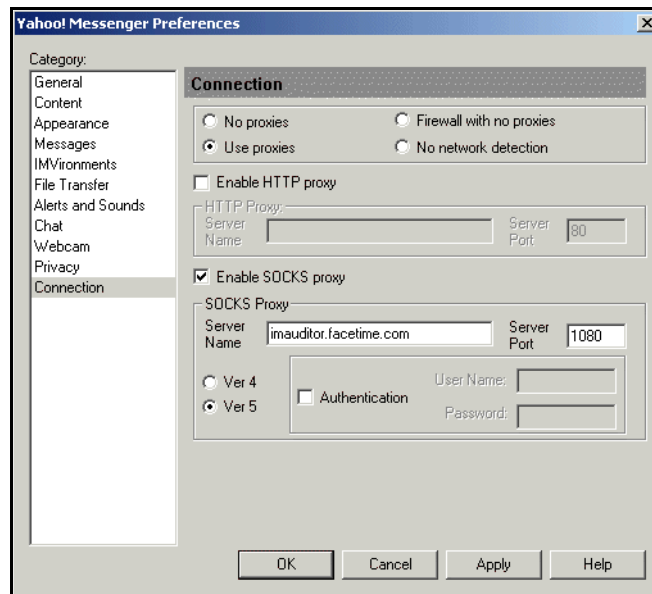 Yahoo! Messenger Preferences
Category:
General
Content
Appearance
Messages
IMVironments
File Transfer
Alerts and Sounds
Chat
Webcam
Privacy
Connection
Connection
No proxies
Firewall with no proxies
Use proxies
No network detection
Enable HTTP proxy
HTTP Proxy:
Server Name
Server Port
80
Enable SOCKS proxy
SOCKS Proxy
Server Name
imauditor.facetime.com
Server Port
1080
Ver 4
Ver 5
Authentication
User Name:
Password:
OK
Cancel
Apply
Help